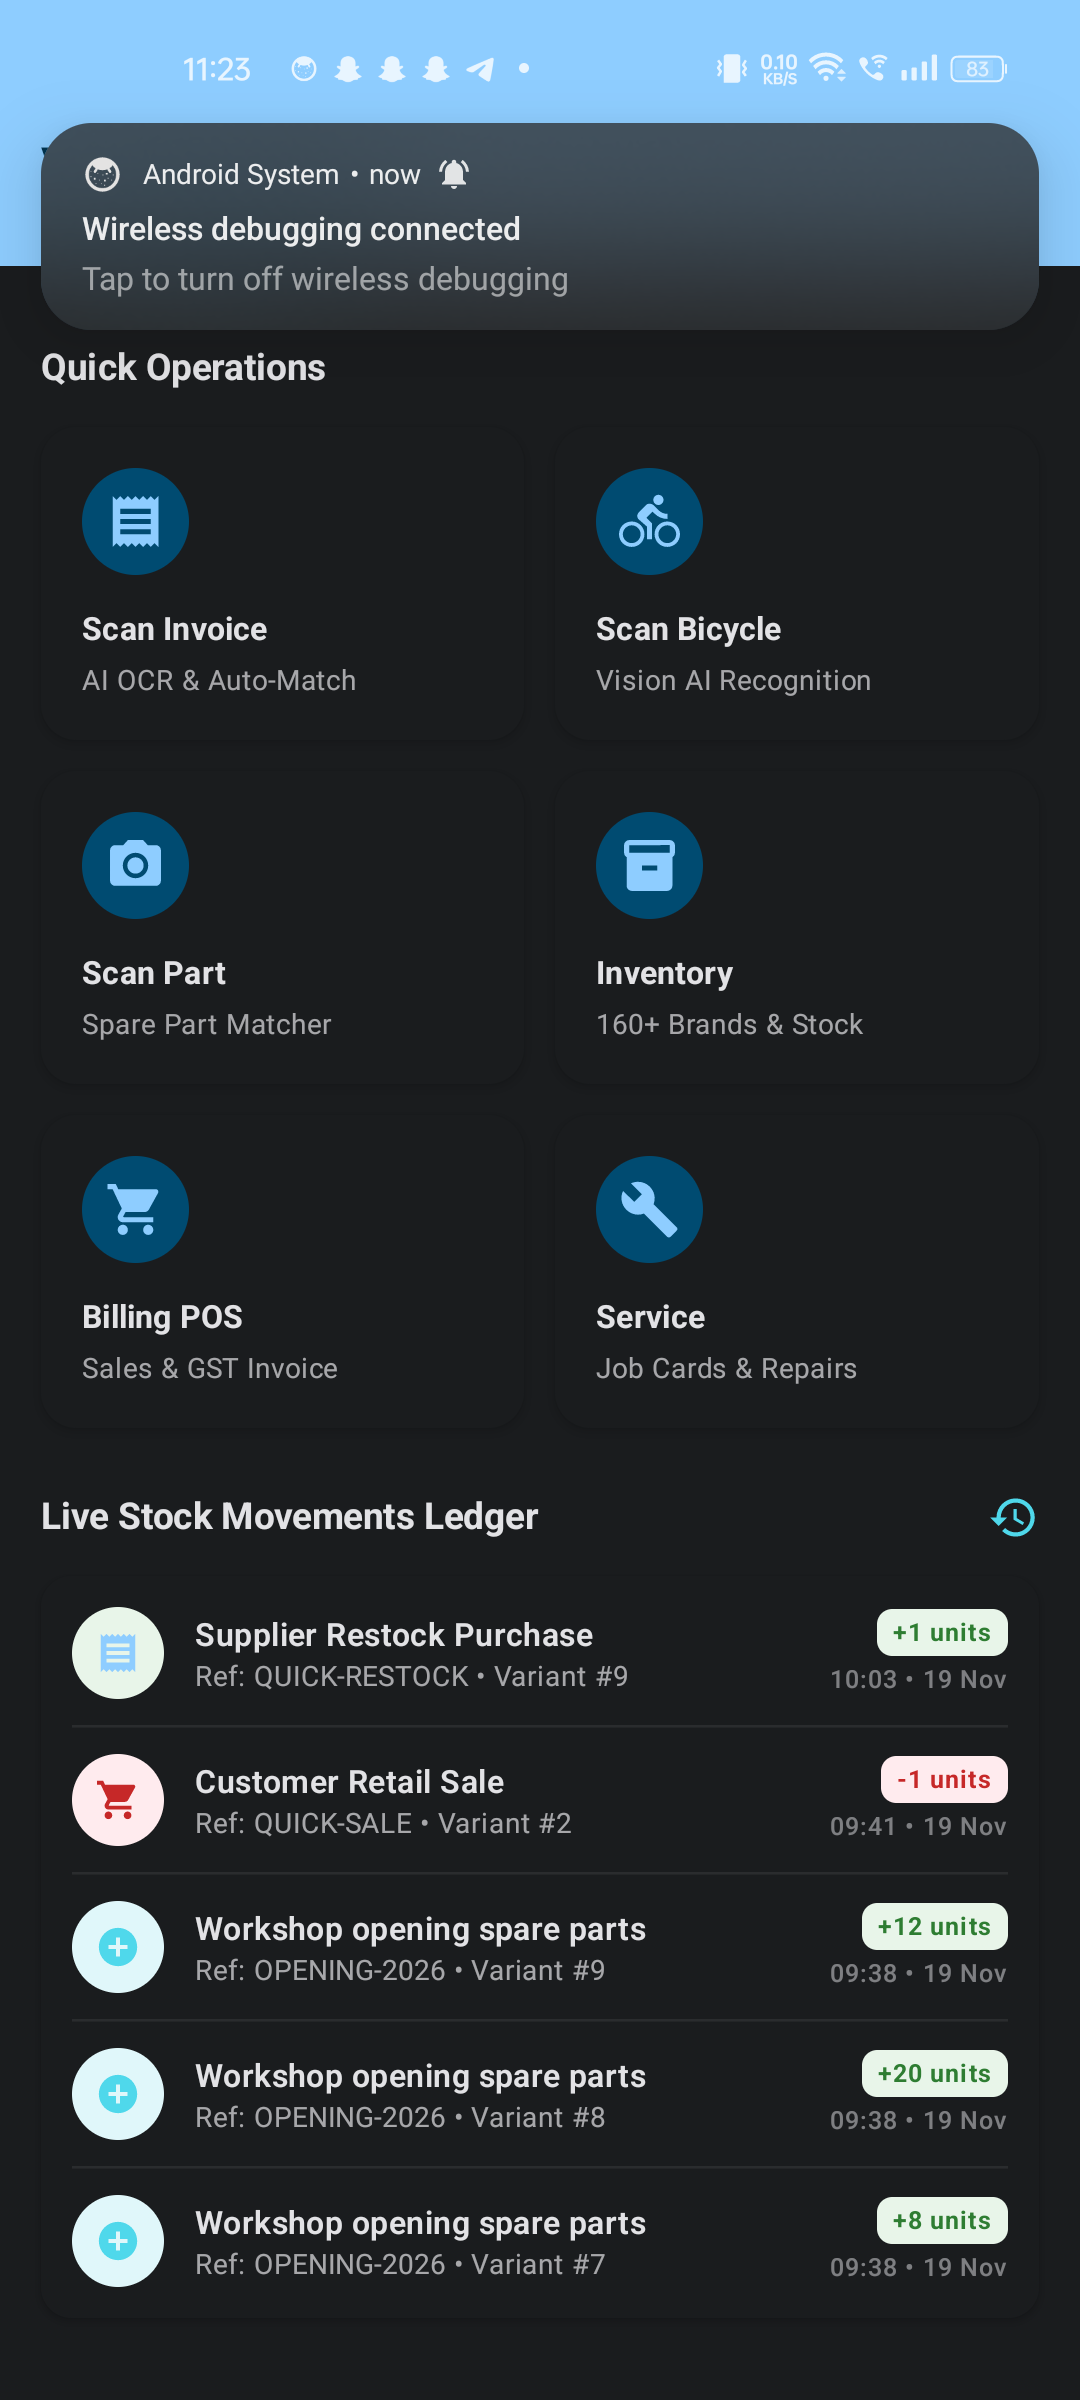 11:23
0.10
KB/S
83
Android System • now
Wireless debugging connected
Tap to turn off wireless debugging
Quick Operations
Scan Invoice
AI OCR & Auto-Match
Scan Bicycle
Vision AI Recognition
Scan Part
Spare Part Matcher
Inventory
160+ Brands & Stock
Billing POS
Sales & GST Invoice
Service
Job Cards & Repairs
Live Stock Movements Ledger
Supplier Restock Purchase
+1 units
Ref: QUICK-RESTOCK • Variant #9
10:03 • 19 Nov
Customer Retail Sale
-1 units
Ref: QUICK-SALE • Variant #2
09:41 • 19 Nov
Workshop opening spare parts
+12 units
Ref: OPENING-2026 • Variant #9
09:38 • 19 Nov
Workshop opening spare parts
+20 units
Ref: OPENING-2026 • Variant #8
09:38 • 19 Nov
Workshop opening spare parts
+8 units
Ref: OPENING-2026 • Variant #7
09:38 • 19 Nov